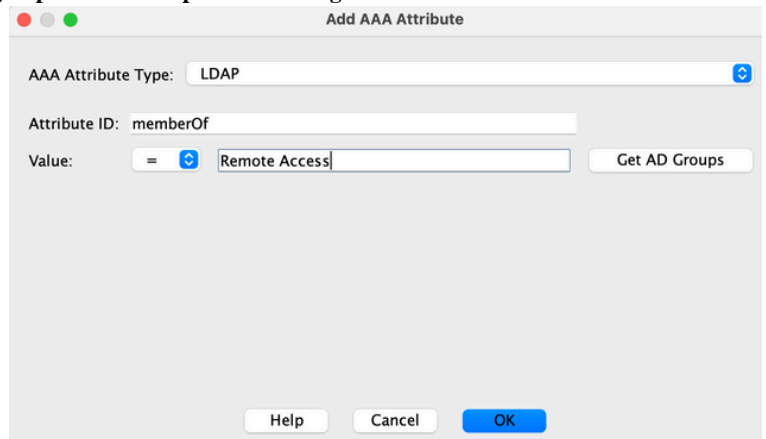 Add AAA Attribute
AAA Attribute Type: LDAP
Attribute ID: memberOf
Value: = Remote Access Get AD Groups
Help Cancel OK